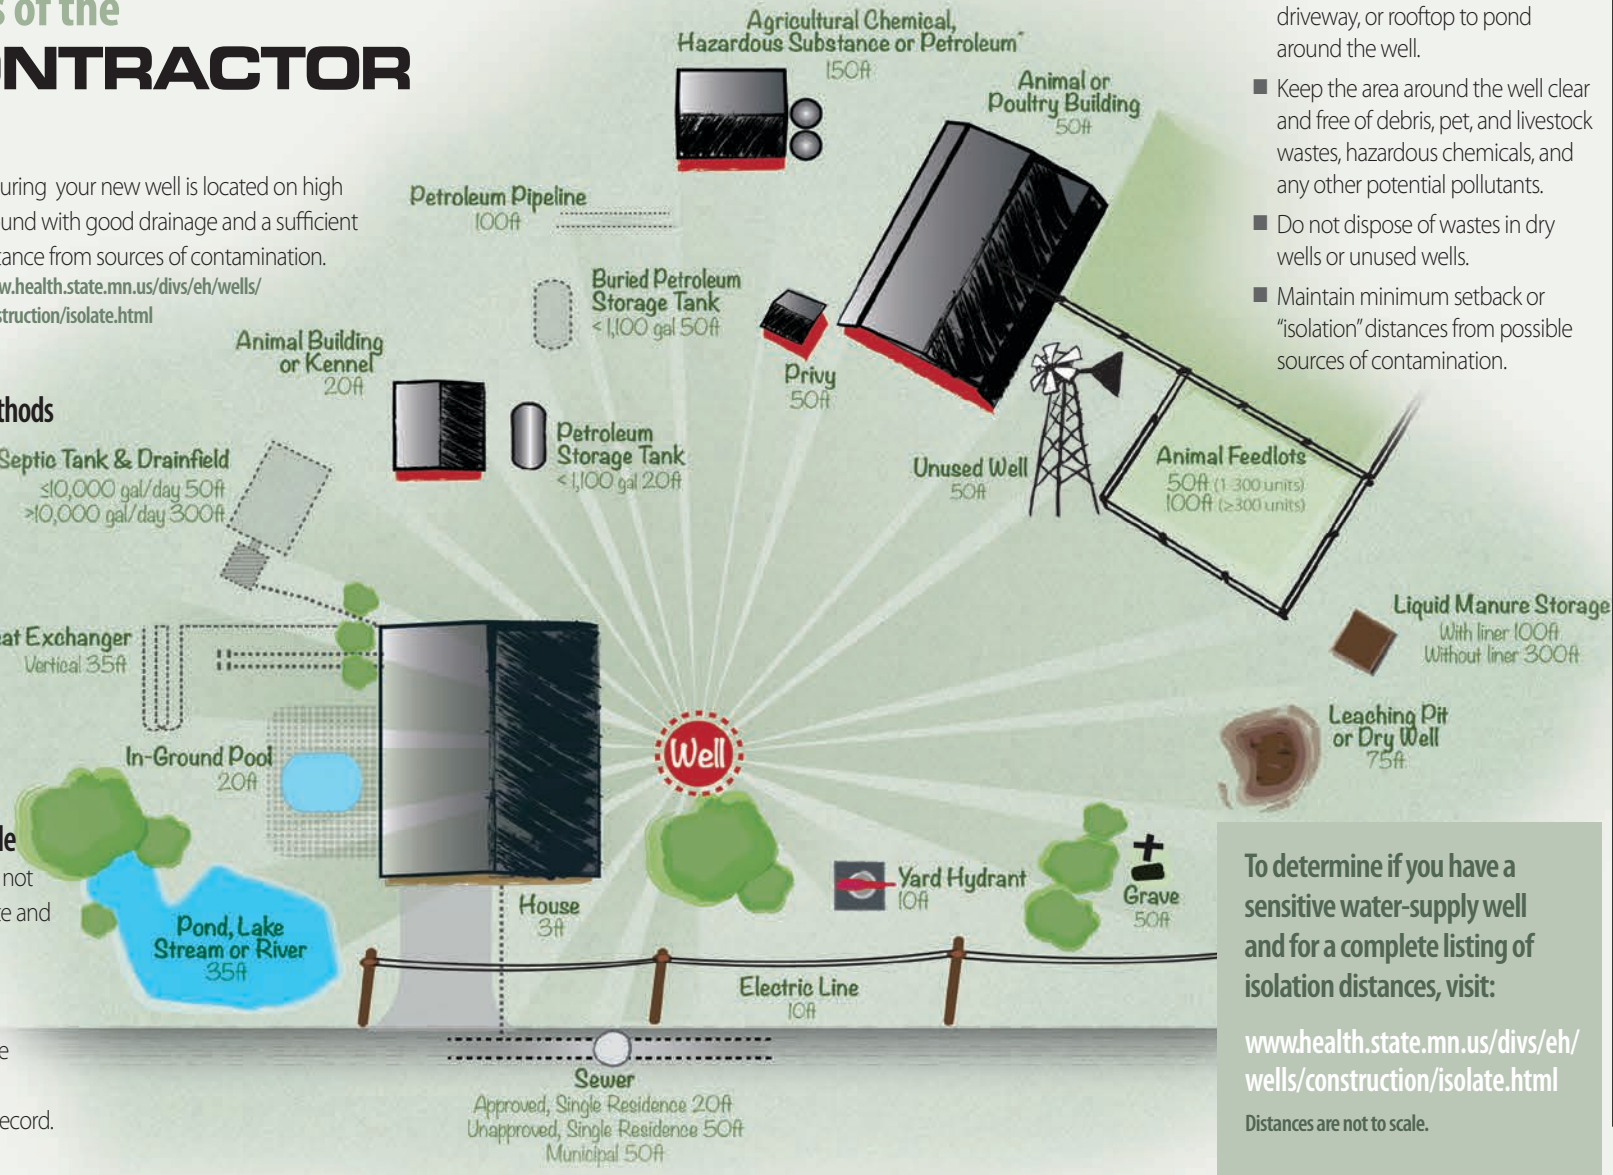 s of the
ONTRACTOR
uring your new well is located on high
und with good drainage and a sufficient
tance from sources of contamination.
w.health.state.mn.us/divs/eh/wells/
struction/isolate.html
thods
Septic Tank & Drainfield
≤10,000 gal/day 50ft
>10,000 gal/day 300ft
eat Exchanger
Vertical 35ft
In-Ground Pool
20ft
le
not
e and
Pond, Lake
Stream or River
35ft
e
ecord.
Agricultural Chemical,
Hazardous Substance or Petroleum*
150ft
Animal or
Poultry Building
50ft
Petroleum Pipeline
100ft
Buried Petroleum
Storage Tank
<1,100 gal 50ft
Animal Building
or Kennel
20ft
Privy
50ft
Petroleum
Storage Tank
<1,100 gal 20ft
Unused Well
50ft
Animal Feedlots
50ft (1-300 units)
100ft (≥300 units)
Liquid Manure Storage
With liner 100ft
Without liner 300ft
Leaching Pit
or Dry Well
75ft
Well
House
3ft
Yard Hydrant
10ft
Grave
50ft
Electric Line
10ft
Sewer
Approved, Single Residence 20ft
Unapproved, Single Residence 50ft
Municipal 50ft
driveway, or rooftop to pond
around the well.
■ Keep the area around the well clear
and free of debris, pet, and livestock
wastes, hazardous chemicals, and
any other potential pollutants.
■ Do not dispose of wastes in dry
wells or unused wells.
■ Maintain minimum setback or
“isolation” distances from possible
sources of contamination.
To determine if you have a
sensitive water-supply well
and for a complete listing of
isolation distances, visit:
www.health.state.mn.us/divs/eh/
wells/construction/isolate.html
Distances are not to scale.